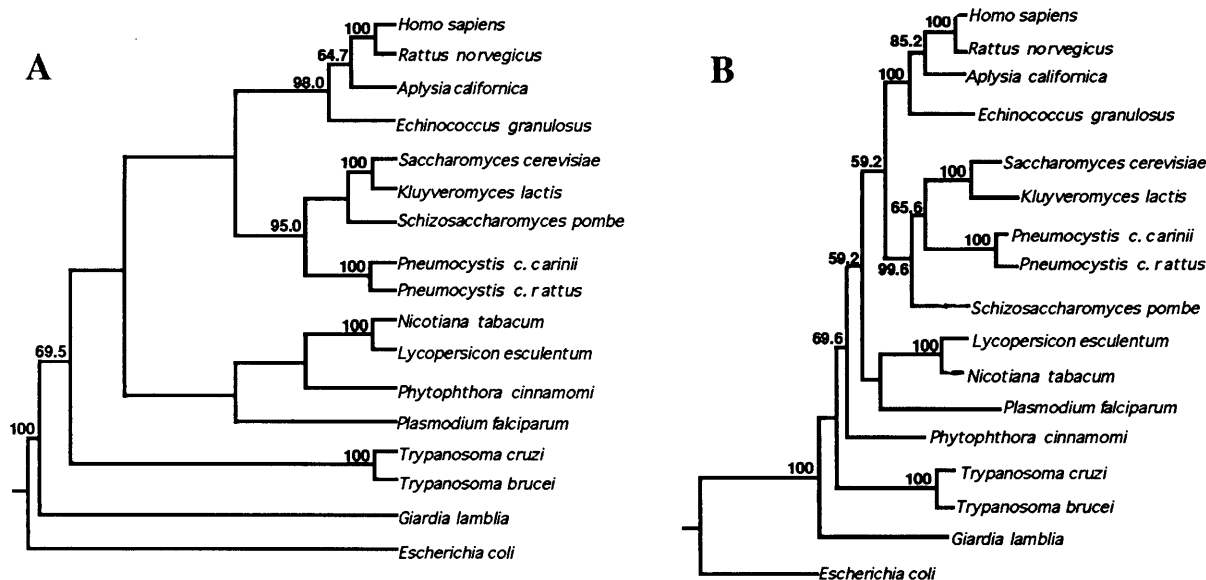 A
100
Homo sapiens
64.7
Rattus norvegicus
98.0
Aplysia californica
Echinococcus granulosus
100
Saccharomyces cerevisiae
Kluyveromyces lactis
95.0
Schizosaccharomyces pombe
100
Pneumocystis c. carinii
Pneumocystis c. rattus
100
Nicotiana tabacum
Lycopersicon esculentum
69.5
Phytophthora cinnamomi
Plasmodium falciparum
100
100
Trypanosoma cruzi
Trypanosoma brucei
Giardia lamblia
Escherichia coli
B
100
Homo sapiens
85.2
Rattus norvegicus
100
Aplysia californica
Echinococcus granulosus
59.2
100
Saccharomyces cerevisiae
Kluyveromyces lactis
65.6
100
Pneumocystis c. carinii
59.2
99.6
Pneumocystis c. rattus
Schizosaccharomyces pombe
69.6
100
Lycopersicon esculentum
Nicotiana tabacum
Plasmodium falciparum
Phytophthora cinnamomi
100
100
Trypanosoma cruzi
Trypanosoma brucei
Giardia lamblia
Escherichia coli